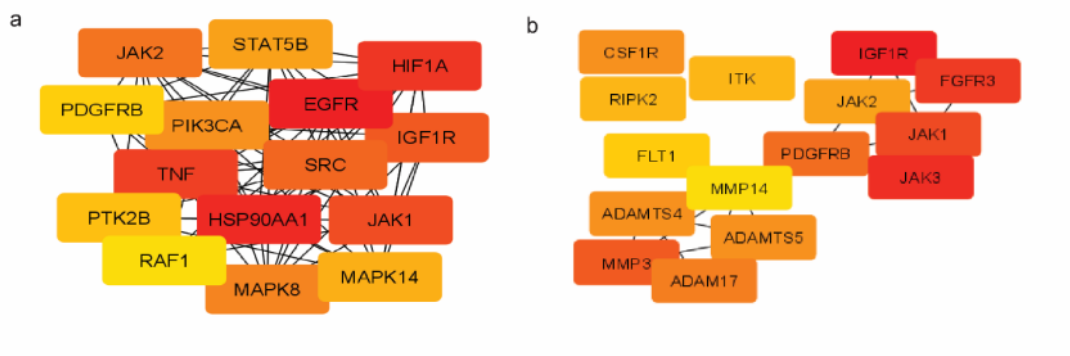 a
JAK2
STAT5B
HIF1A
PDGFRB
EGFR
PIK3CA
IGF1R
TNF
SRC
PTK2B
HSP90AA1
JAK1
RAF1
MAPK8
MAPK14
b
CSF1R
ITK
RIPK2
IGF1R
FGFR3
JAK2
JAK1
FLT1
PDGFRB
JAK3
MMP14
ADAMTS4
ADAMTS5
MMP3
ADAM17